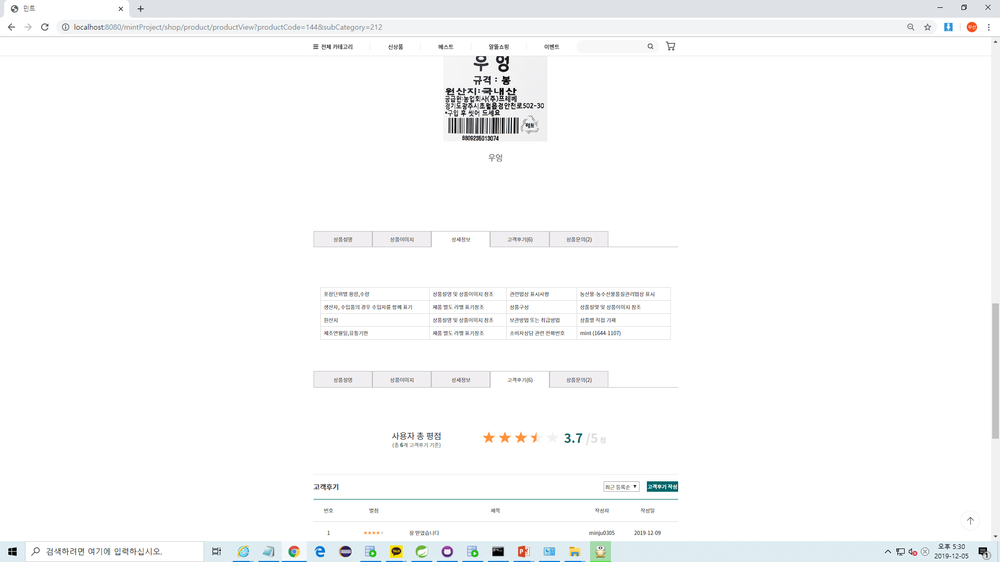 민트
localhost:8080/mintProject/shop/product/productView?productCode=144&subCategory=212
무선
전체 카테고리 신상품 베스트 알뜰쇼핑 이벤트
우 엉
규격 : 봉
원산지:국내산
공급원:농업회사(주)프레베
경기도광주시초월읍경안천로502-30
*구입 후 씻어 드세요
8809235013074
우엉
상품설명 상품이미지 상세정보 고객후기(6) 상품문의(2)
포장단위별 용량,수량 상품설명 및 상품이미지 참조 관련법상 표시사항 농산물-농수산물품질관리법상 표시
생산자, 수입품의 경우 수입자를 함께 표기 제품 별도 라벨 표기참조 상품구성 상품설몇 및 상품이미지 참조
원산지 상품설명 및 상품이미지 참조 보관방법 또는 취급방법 상품별 직접 기재
제조연월일,유통기한 제품 별도 라벨 표기참조 소비자상담 관련 전화번호 mint (1644-1107)
상품설명 상품이미지 상세정보 고객후기(6) 상품문의(2)
사용자 총 평점 3.7 /5 점
(총 6개 고객후기 기준)
고객후기 최근 등록순 고객후기 작성
번호 별점 제목 작성자 작성일
1 잘 받았습니다 minju0305 2019-12-09
검색하려면 여기에 입력하십시오.
TALK
오후 5:30
2019-12-05
1